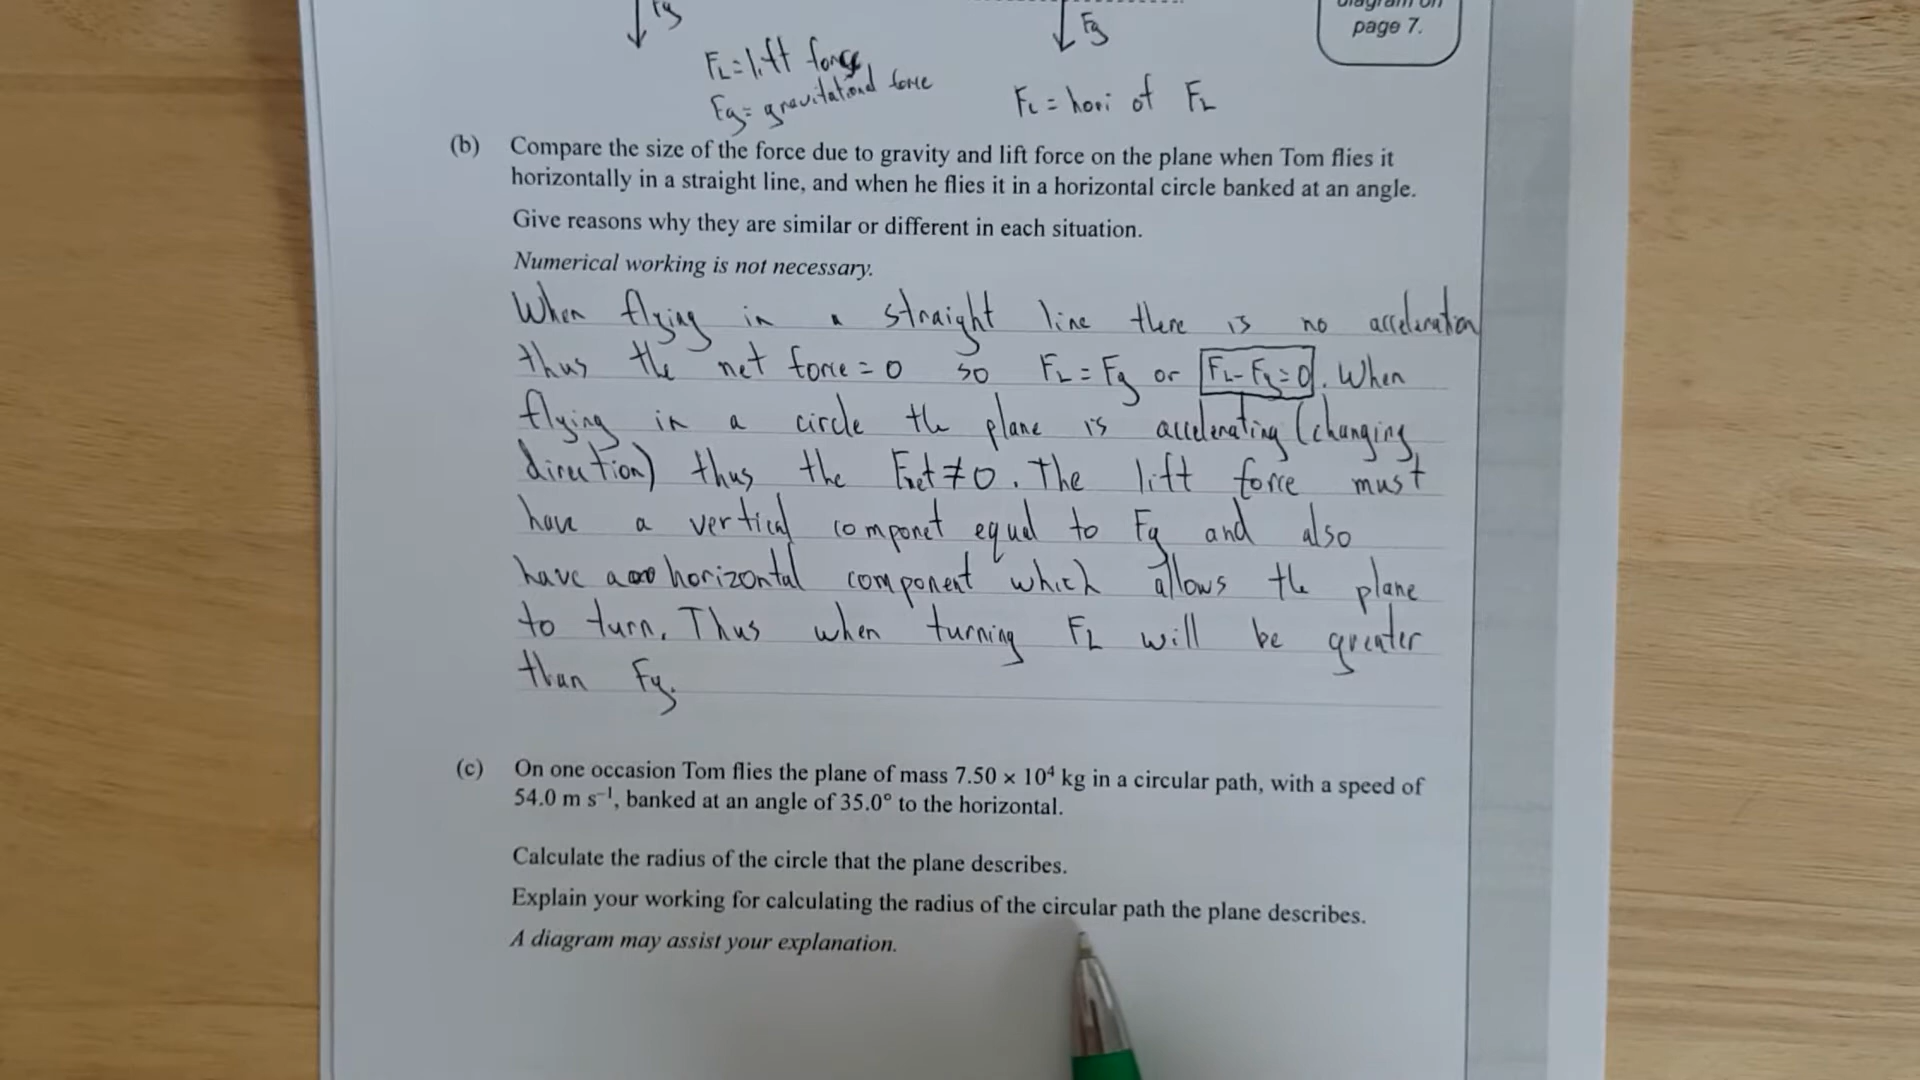 Fg
Fg
diagram on
page 7.
FL = lift force
Fg = gravitational force
Fc = hori of FL
(b) Compare the size of the force due to gravity and lift force on the plane when Tom flies it
horizontally in a straight line, and when he flies it in a horizontal circle banked at an angle.
Give reasons why they are similar or different in each situation.
Numerical working is not necessary.
When flying in a straight line there is no acceleration
thus the net force = 0 so FL = Fg or FL - Fg = 0. When
flying in a circle the plane is accelerating (changing
direction) thus the Fnet ≠ 0. The lift force must
have a vertical componet equal to Fg and also
have a horizontal component which allows the plane
to turn. Thus when turning FL will be greater
than Fg.
(c) On one occasion Tom flies the plane of mass 7.50 × 10⁴ kg in a circular path, with a speed of
54.0 m s⁻¹, banked at an angle of 35.0° to the horizontal.
Calculate the radius of the circle that the plane describes.
Explain your working for calculating the radius of the circular path the plane describes.
A diagram may assist your explanation.